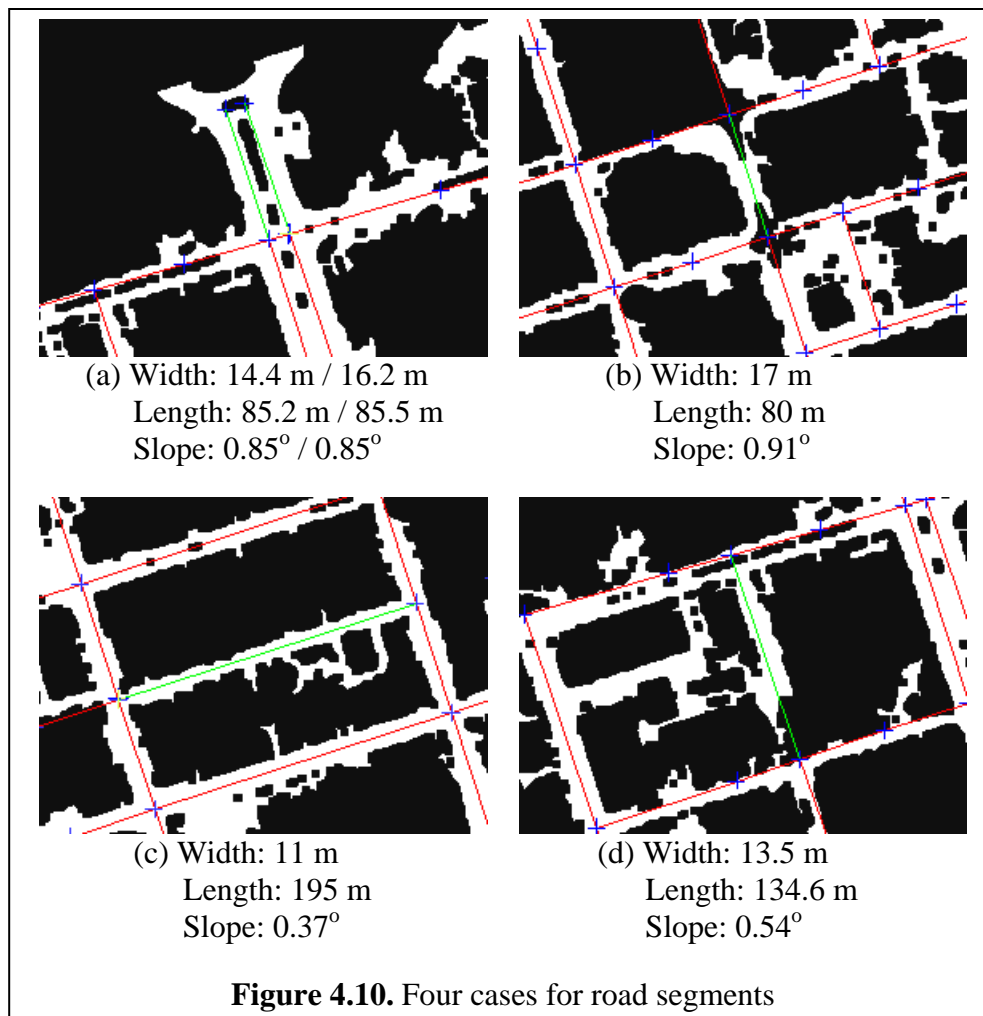 (a) Width: 14.4 m / 16.2 m
Length: 85.2 m / 85.5 m
Slope: 0.85° / 0.85°
(b) Width: 17 m
Length: 80 m
Slope: 0.91°
(c) Width: 11 m
Length: 195 m
Slope: 0.37°
(d) Width: 13.5 m
Length: 134.6 m
Slope: 0.54°
Figure 4.10. Four cases for road segments